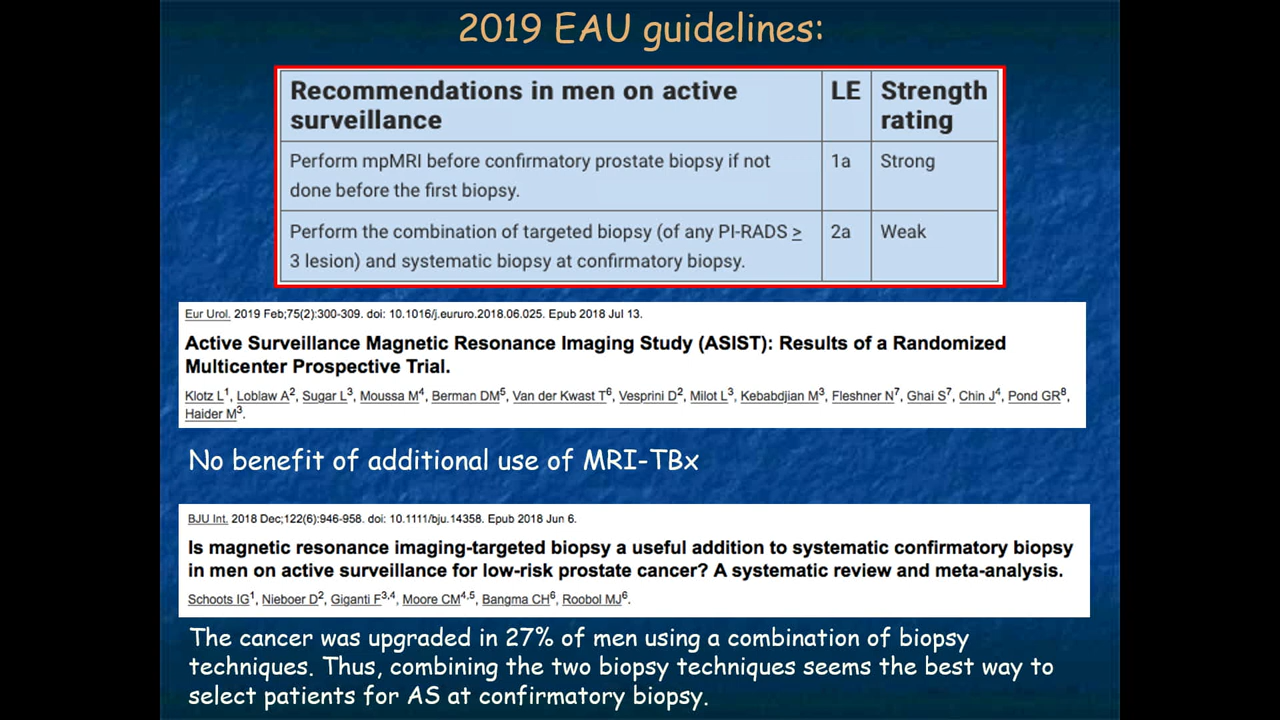 2019 EAU guidelines:
Recommendations in men on active surveillance LE Strength rating
Perform mpMRI before confirmatory prostate biopsy if not done before the first biopsy. 1a Strong
Perform the combination of targeted biopsy (of any PI-RADS ≥ 3 lesion) and systematic biopsy at confirmatory biopsy. 2a Weak
Eur Urol. 2019 Feb;75(2):300-309. doi: 10.1016/j.eururo.2018.06.025. Epub 2018 Jul 13.
Active Surveillance Magnetic Resonance Imaging Study (ASIST): Results of a Randomized
Multicenter Prospective Trial.
Klotz L1, Loblaw A2, Sugar L3, Moussa M4, Berman DM5, Van der Kwast T6, Vesprini D2, Milot L3, Kebabdjian M3, Fleshner N7, Ghai S7, Chin J4, Pond GR8,
Haider M3.
No benefit of additional use of MRI-TBx
BJU Int. 2018 Dec;122(6):946-958. doi: 10.1111/bju.14358. Epub 2018 Jun 6.
Is magnetic resonance imaging-targeted biopsy a useful addition to systematic confirmatory biopsy
in men on active surveillance for low-risk prostate cancer? A systematic review and meta-analysis.
Schoots IG1, Nieboer D2, Giganti F3,4, Moore CM4,5, Bangma CH6, Roobol MJ6.
The cancer was upgraded in 27% of men using a combination of biopsy
techniques. Thus, combining the two biopsy techniques seems the best way to
select patients for AS at confirmatory biopsy.